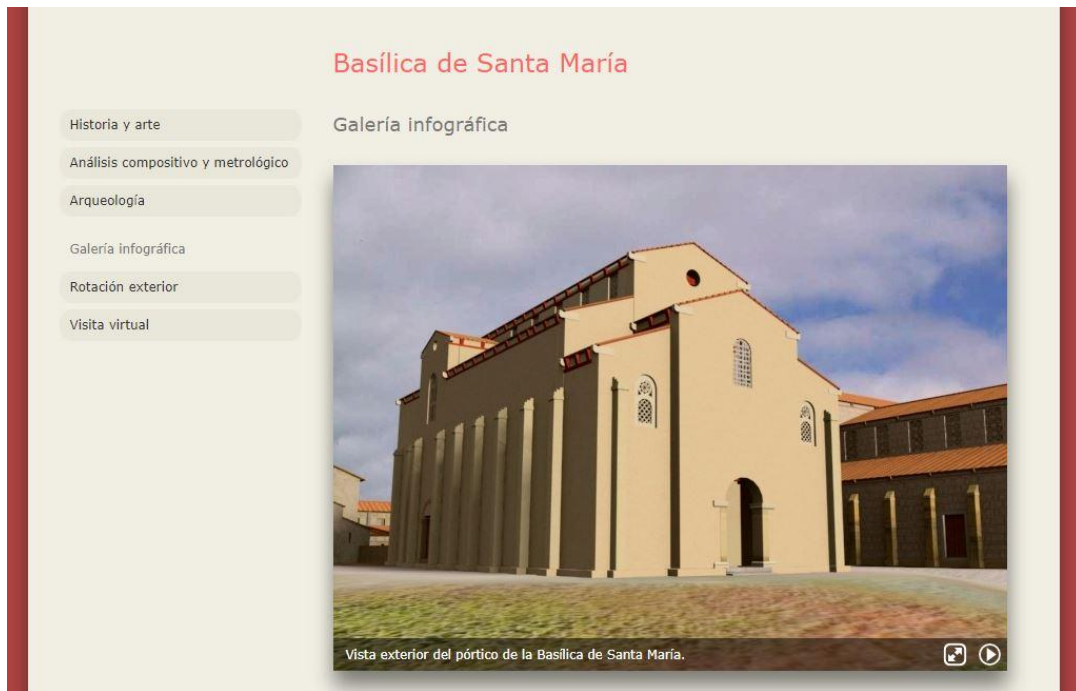 Basílica de Santa María
Historia y arte
Análisis compositivo y metrológico
Arqueología
Galería infográfica
Rotación exterior
Visita virtual
Galería infográfica
Vista exterior del pórtico de la Basílica de Santa María.